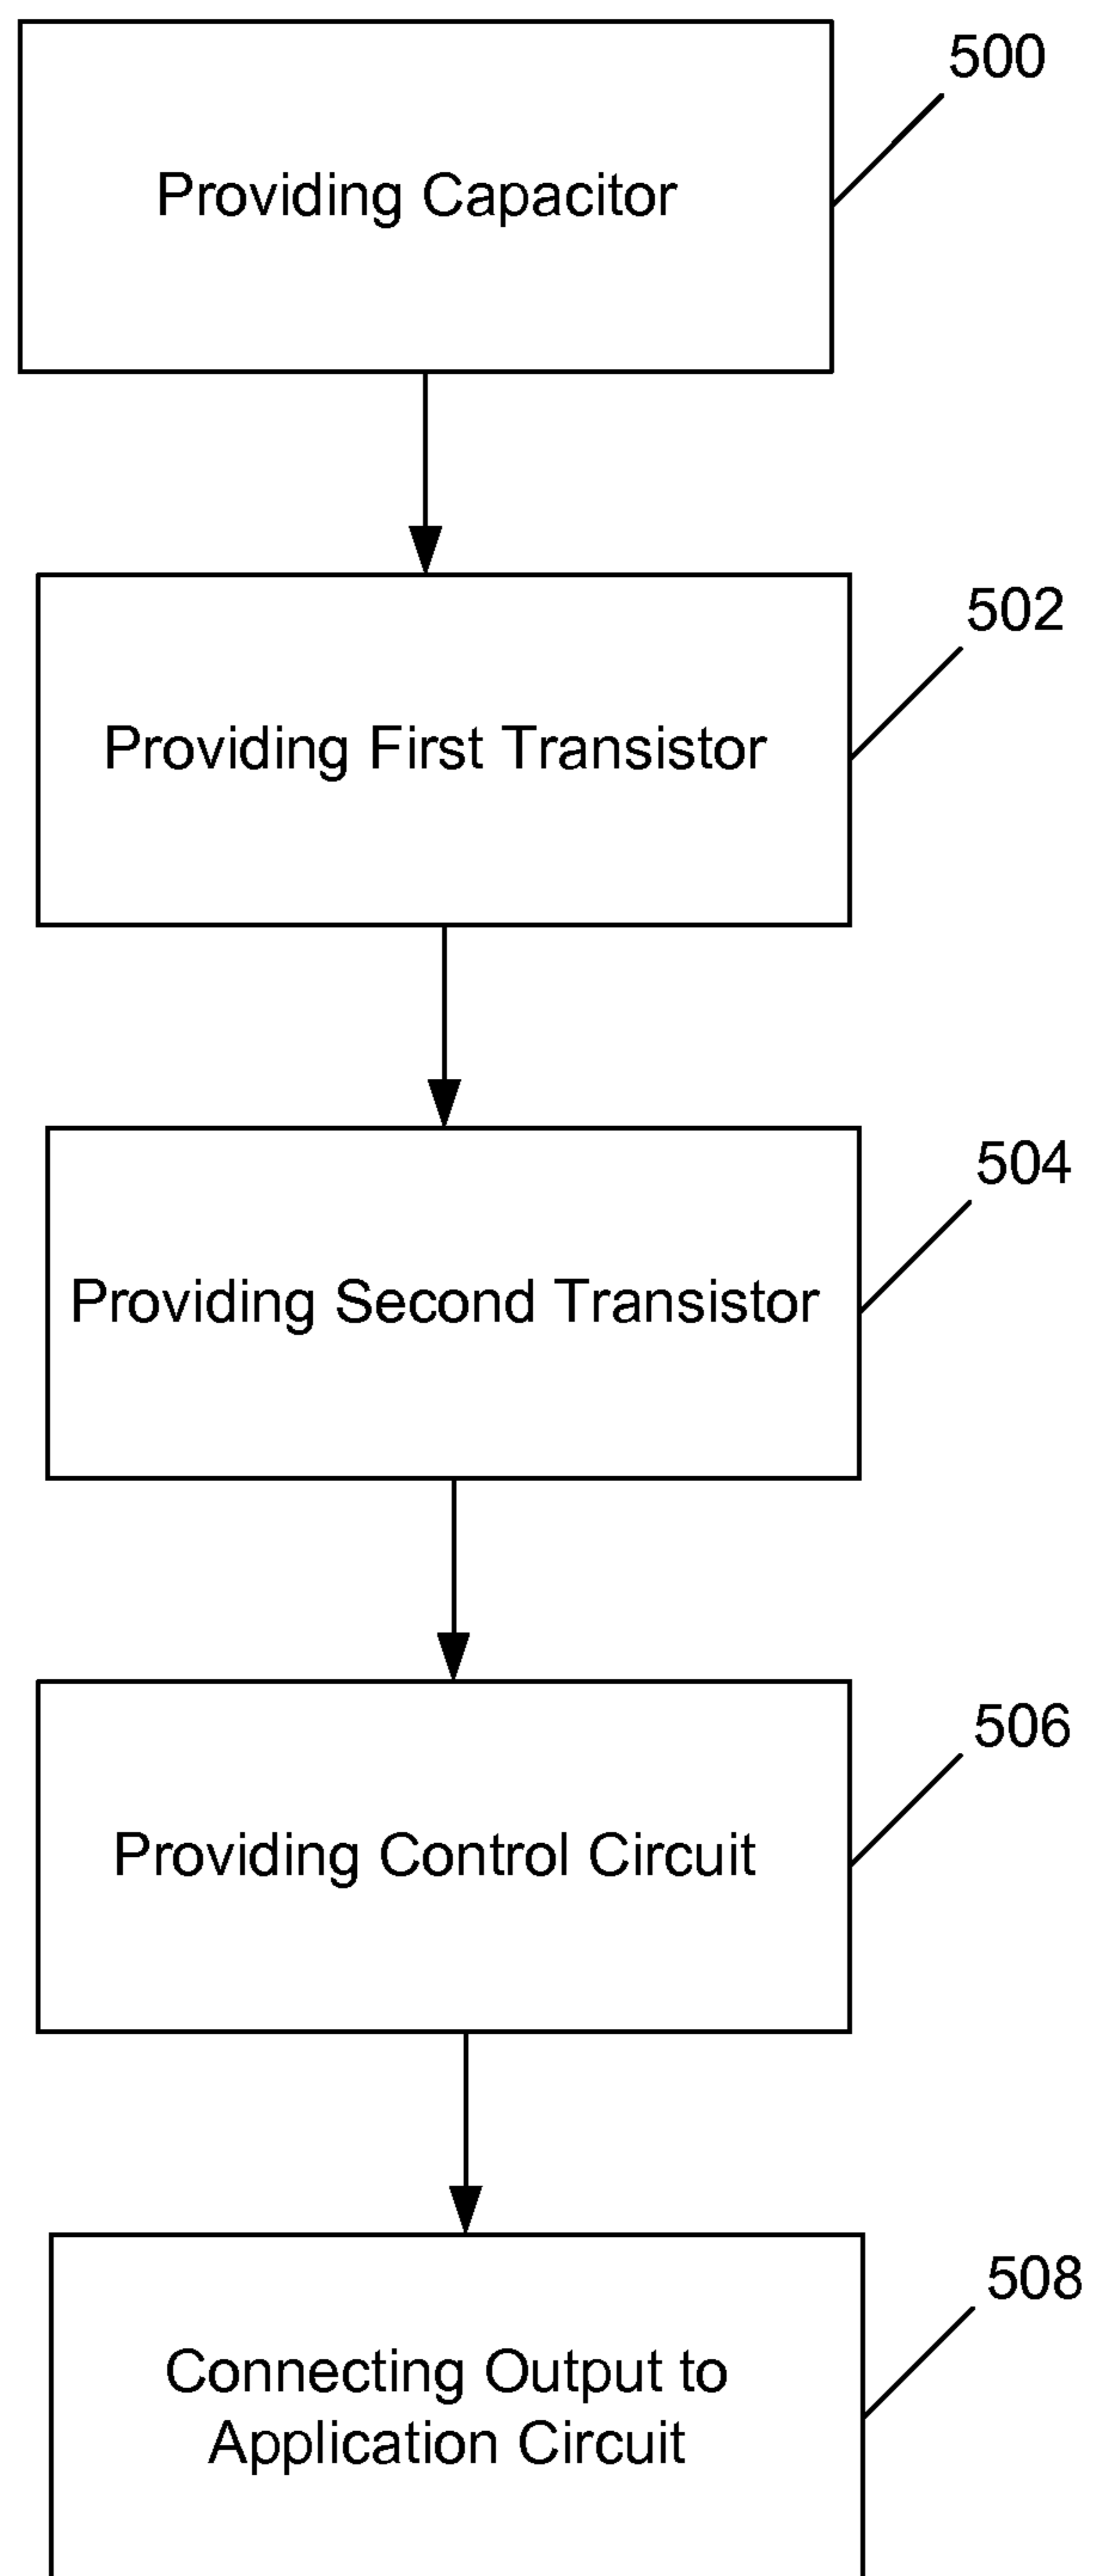 500
Providing Capacitor
502
Providing First Transistor
504
Providing Second Transistor
506
Providing Control Circuit
508
Connecting Output to
Application Circuit